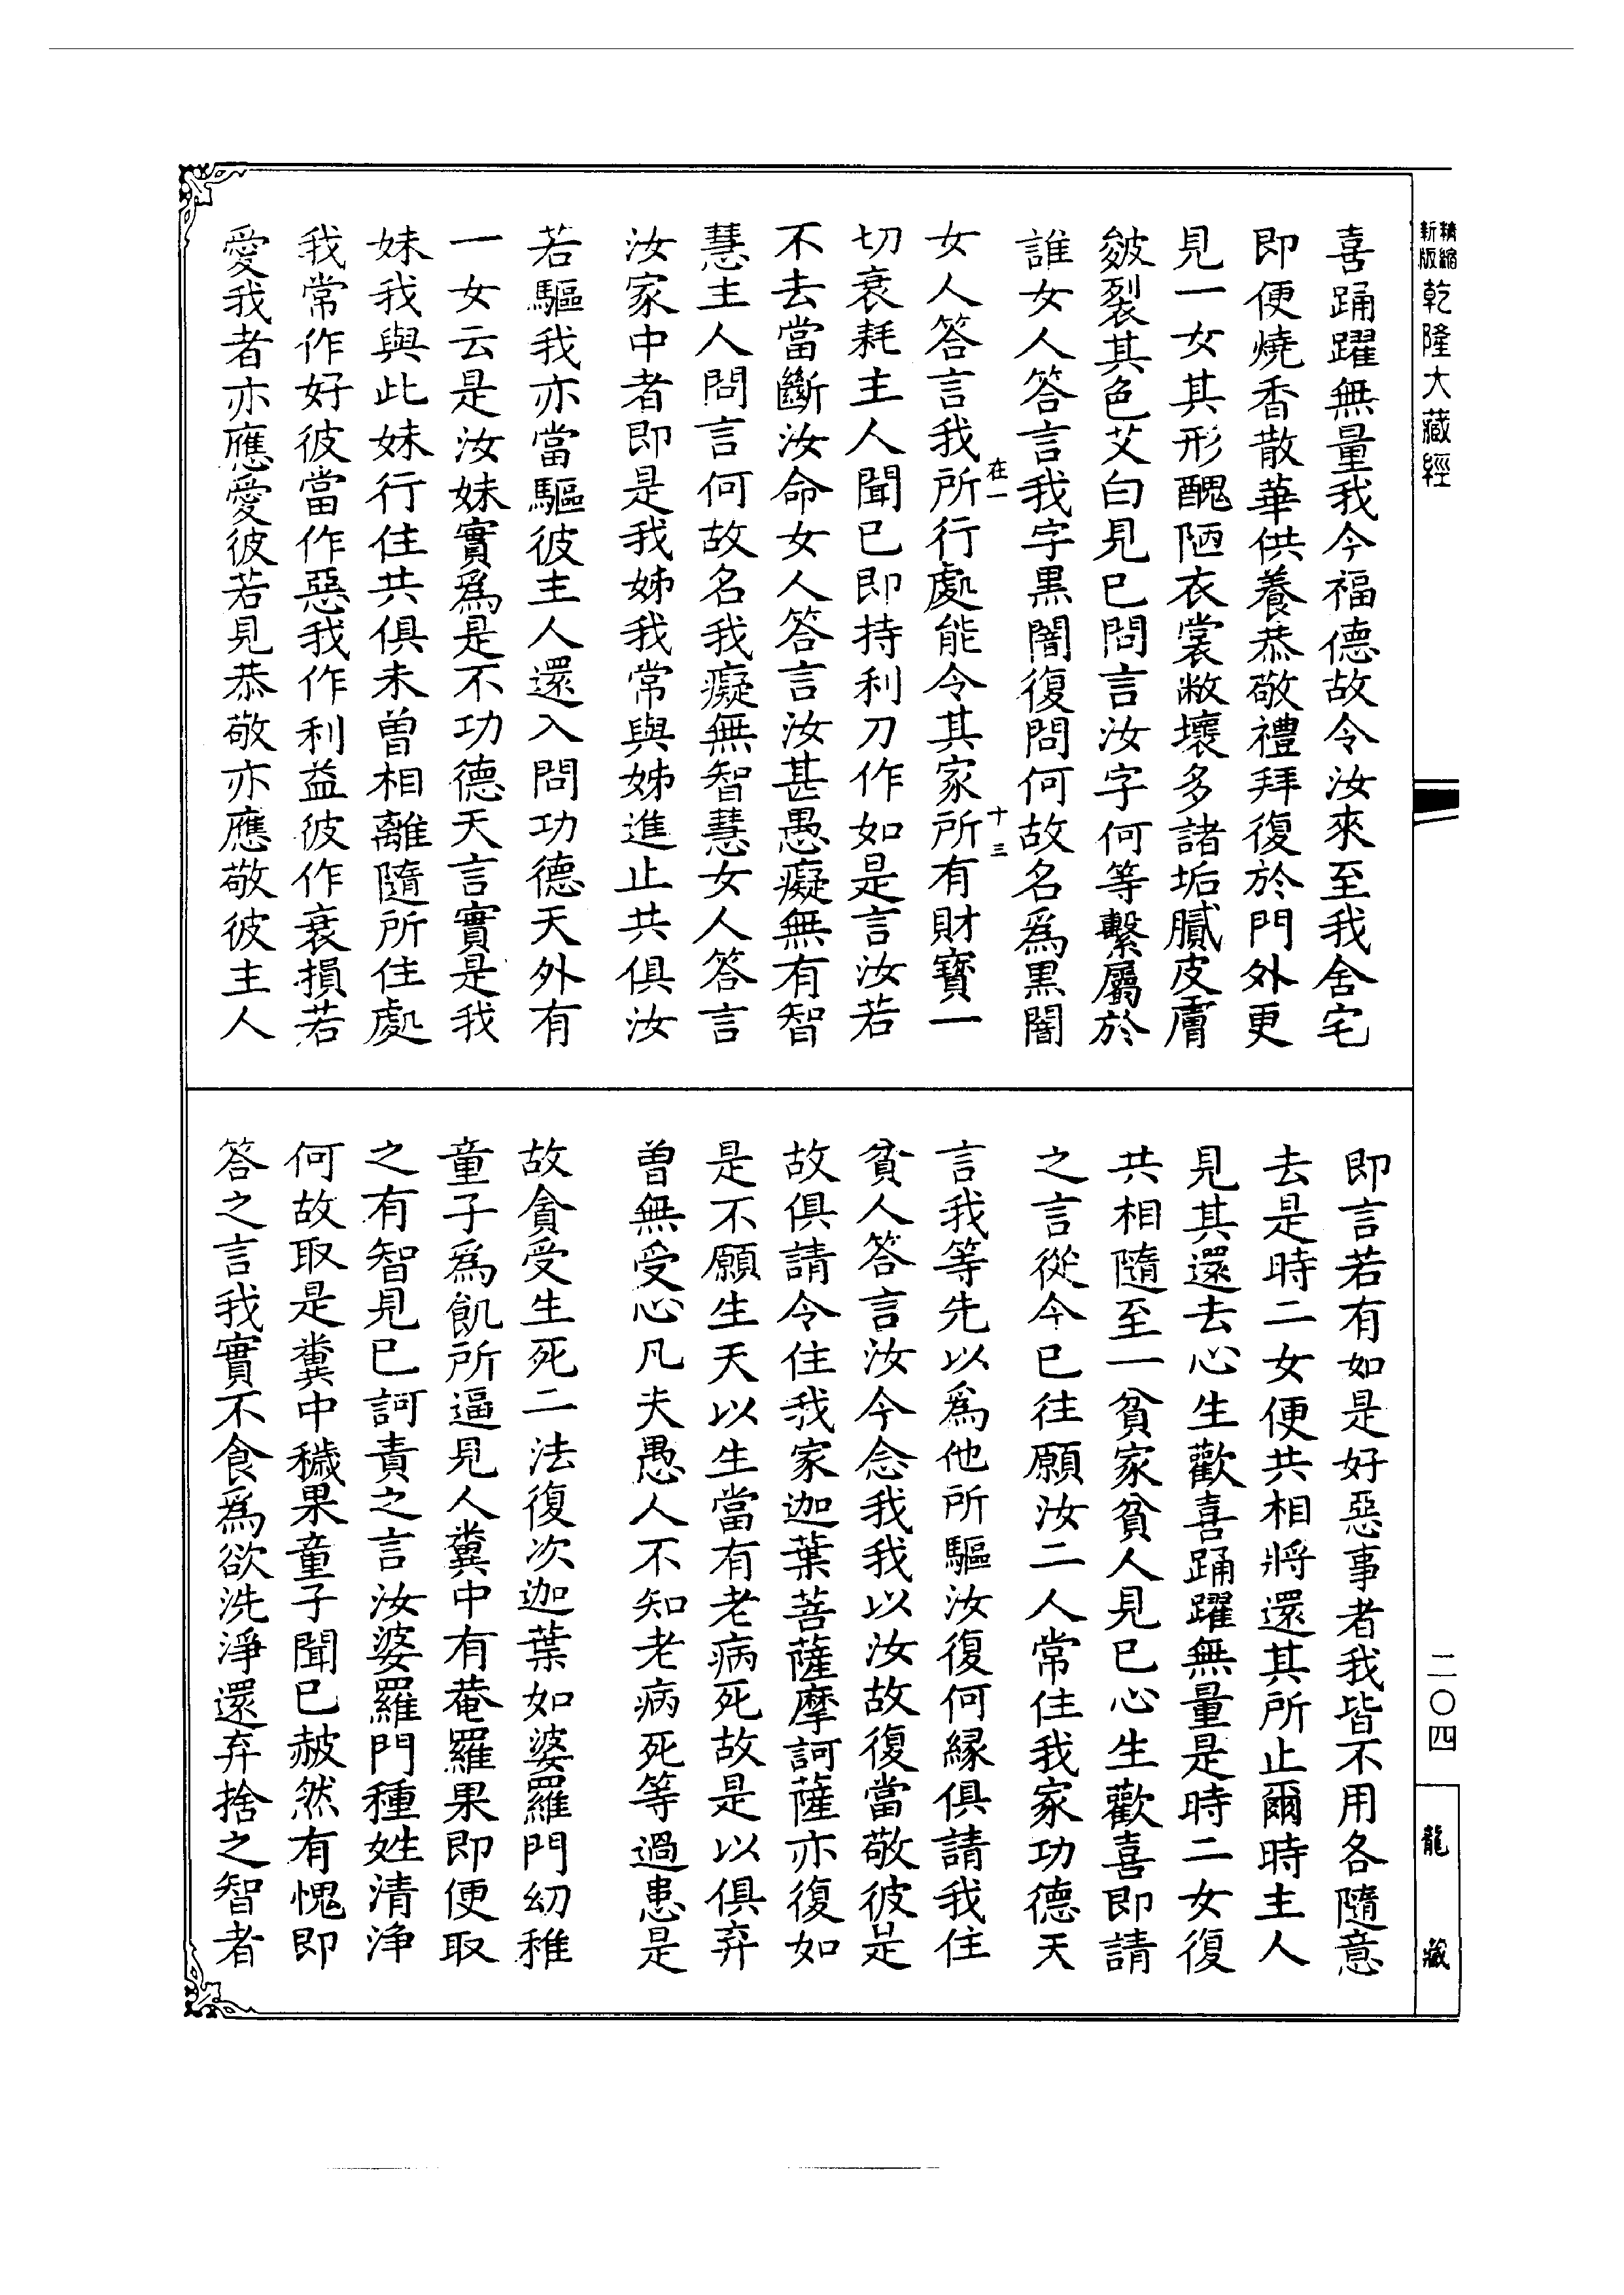 新版精縮乾隆大藏經
喜踊躍無量我今福德故令汝來至我舍宅
即便燒香散華供養恭敬禮拜復於門外更
見一女其形醜陋衣裳敝壞多諸垢膩皮膚
皴裂其色艾白見已問言汝字何等繫屬於
誰女人答言我字黑闇復問何故名爲黑闇
女人答言我所行處能令其家所有財寶一
在一
十三
切衰耗主人聞已即持利刀作如是言汝若
不去當斷汝命女人答言汝甚愚癡無有智
慧主人問言何故名我癡無智慧女人答言
汝家中者即是我姊我常與姊進止共俱汝
若驅我亦當驅彼主人還入問功德天外有
一女云是汝妹實爲是不功德天言實是我
妹我與此妹行住共俱未曾相離隨所住處
我常作好彼當作惡我作利益彼作衰損若
愛我者亦應愛彼若見恭敬亦應敬彼主人
即言若有如是好惡事者我皆不用各隨意
去是時二女便共相將還其所止爾時主人
見其還去心生歡喜踊躍無量是時二女復
共相隨至一貧家貧人見已心生歡喜即請
之言從今已往願汝二人常住我家功德天
言我等先以爲他所驅汝復何緣俱請我住
貧人答言汝今念我我以汝故復當敬彼是
故俱請令住我家迦葉菩薩摩訶薩亦復如
是不願生天以生當有老病死故是以俱弃
曾無受心凡夫愚人不知老病死等過患是
故貪受生死二法復次迦葉如婆羅門幼稚
童子爲飢所逼見人糞中有菴羅果即便取
之有智見已訶責之言汝婆羅門種姓清淨
何故取是糞中穢果童子聞已赧然有愧即
答之言我實不食爲欲洗淨還弃捨之智者
二〇四
龍藏